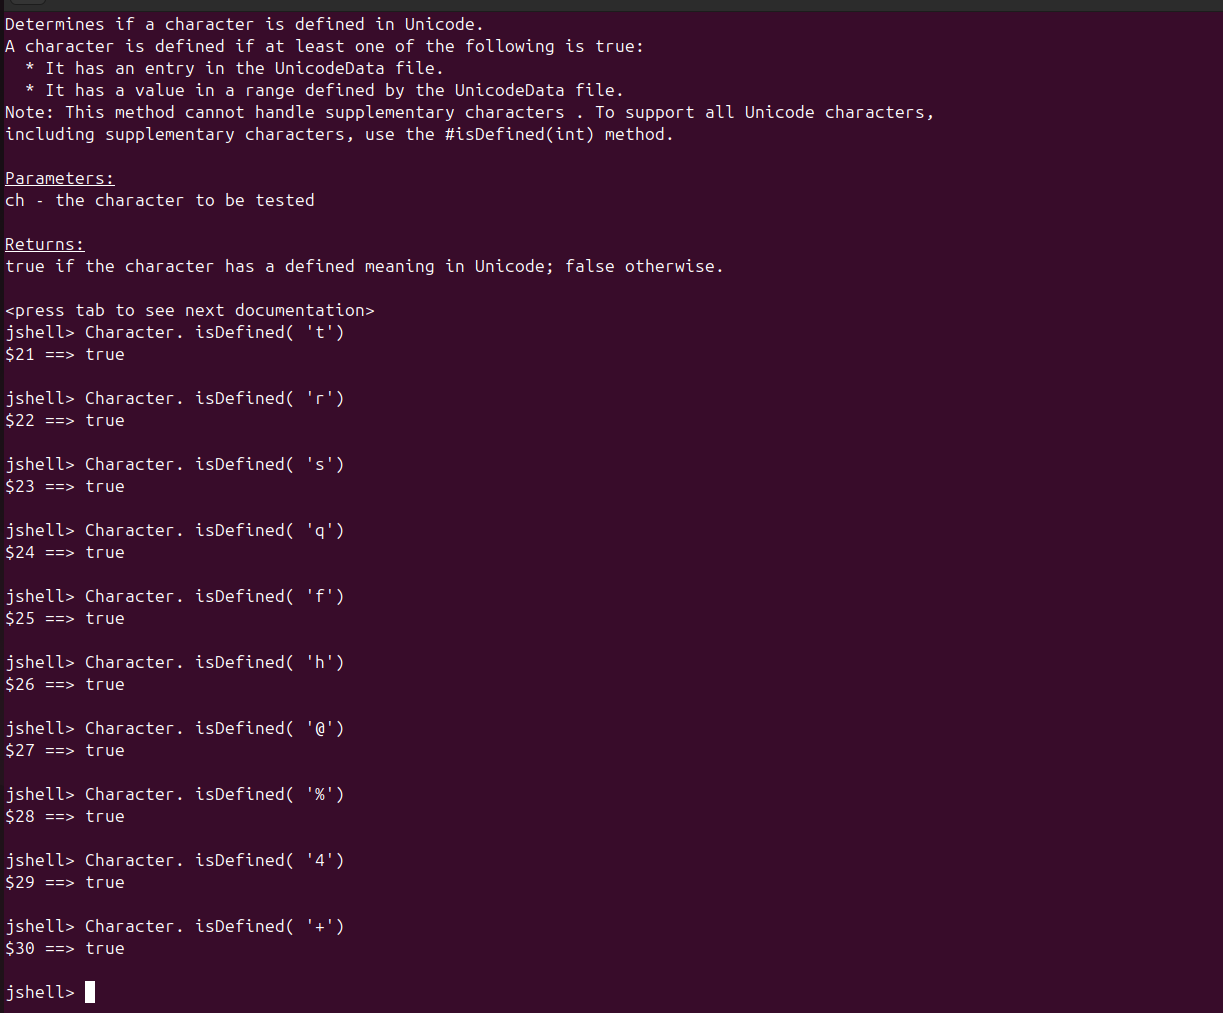 Determines if a character is defined in Unicode.
A character is defined if at least one of the following is true:
  * It has an entry in the UnicodeData file.
  * It has a value in a range defined by the UnicodeData file.
Note: This method cannot handle supplementary characters . To support all Unicode characters,
including supplementary characters, use the #isDefined(int) method.

Parameters:
ch - the character to be tested

Returns:
true if the character has a defined meaning in Unicode; false otherwise.

<press tab to see next documentation>
jshell> Character. isDefined( 't')
$21 ==> true

jshell> Character. isDefined( 'r')
$22 ==> true

jshell> Character. isDefined( 's')
$23 ==> true

jshell> Character. isDefined( 'q')
$24 ==> true

jshell> Character. isDefined( 'f')
$25 ==> true

jshell> Character. isDefined( 'h')
$26 ==> true

jshell> Character. isDefined( '@')
$27 ==> true

jshell> Character. isDefined( '%')
$28 ==> true

jshell> Character. isDefined( '4')
$29 ==> true

jshell> Character. isDefined( '+')
$30 ==> true

jshell>